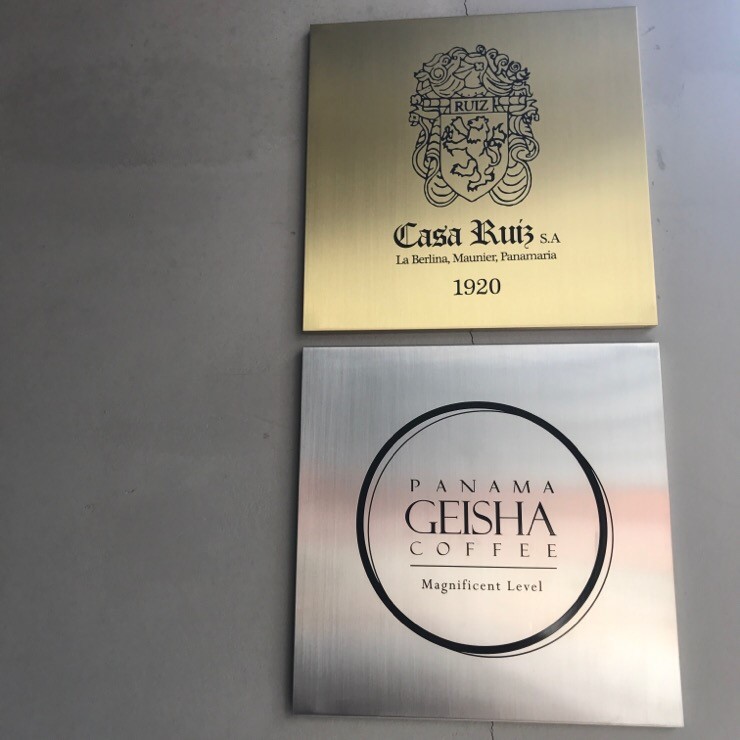 RUIZ
Casa Ruiz S.A
La Berlina, Maunier, Panamaria
1920
PANAMA
GEISHA
COFFEE
Magnificent Level